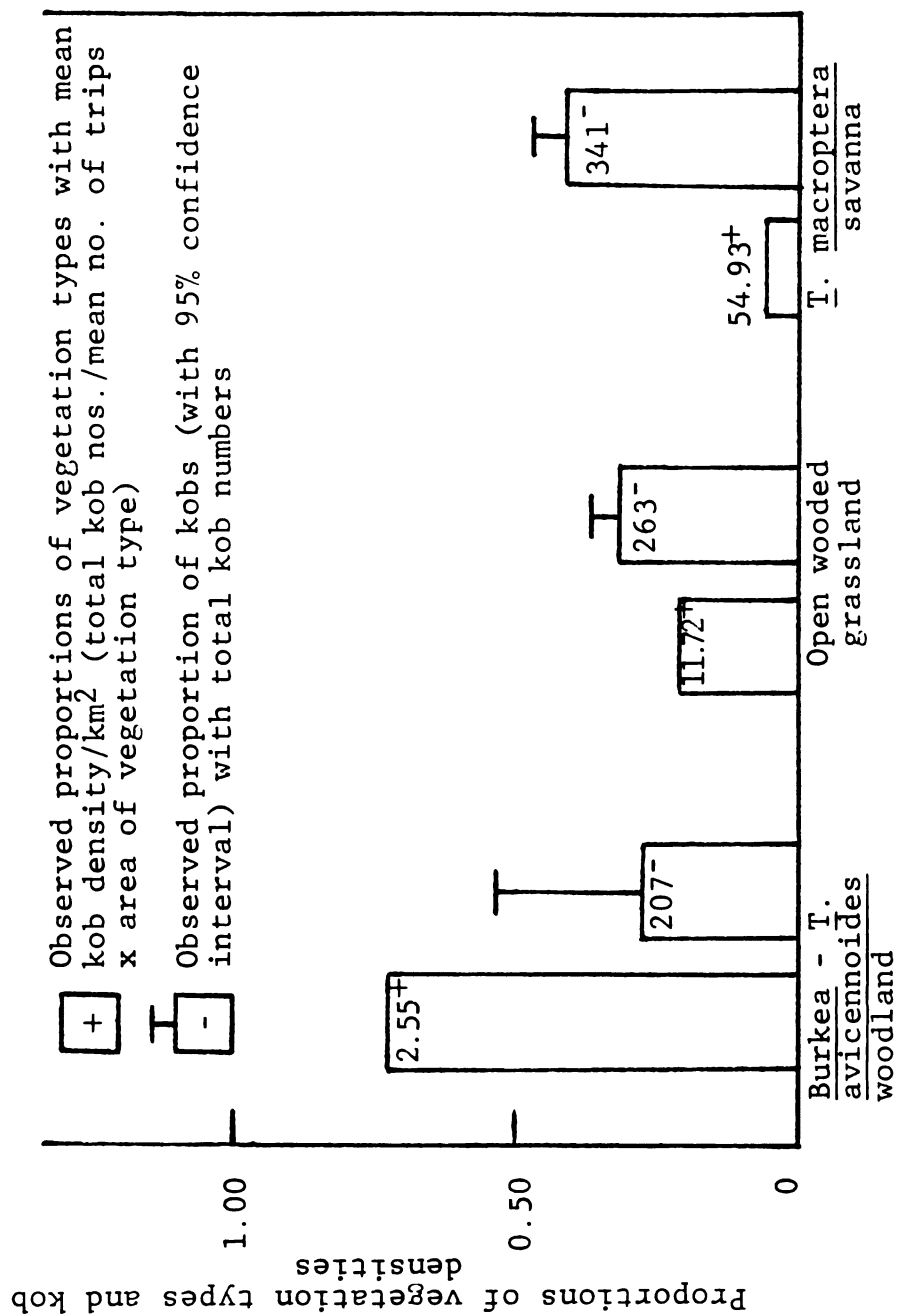 Observed proportions of vegetation types with mean
kob density/km² (total kob nos./mean no. of trips
x area of vegetation type)
Observed proportion of kobs (with 95% confidence
interval) with total kob numbers
+
-
Proportions of vegetation types and kob
densities
1.00
0.50
0
2.55+
207-
11.72+
263-
54.93+
341-
Burkea - T.
avicennoides
woodland
Open wooded
grassland
T. macroptera
savanna